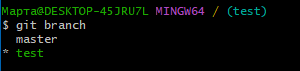 Марта@DESKTOP-45JRU7L MINGW64 / (test)
$ git branch
  master
* test